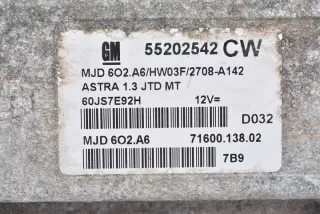 GM 55202542 CW
MJD 6O2.A6/HW03F/2708-A142
ASTRA 1.3 JTD MT
60JS7E92H 12V=
D032
MJD 6O2.A6 71600.138.02
7B9